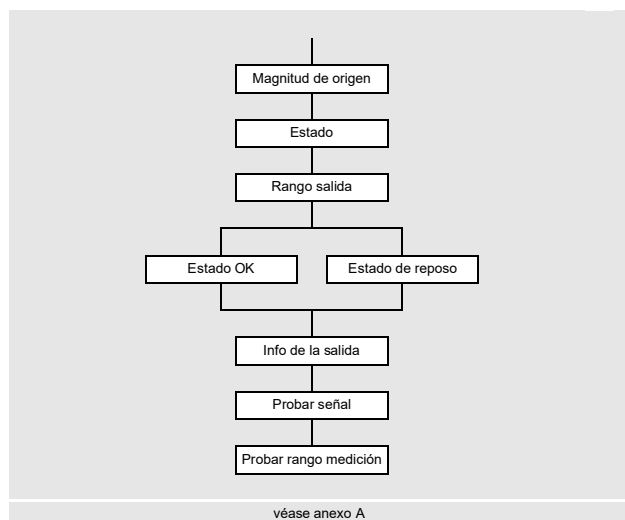 Magnitud de origen
Estado
Rango salida
Estado OK
Estado de reposo
Info de la salida
Probar señal
Probar rango medición
véase anexo A